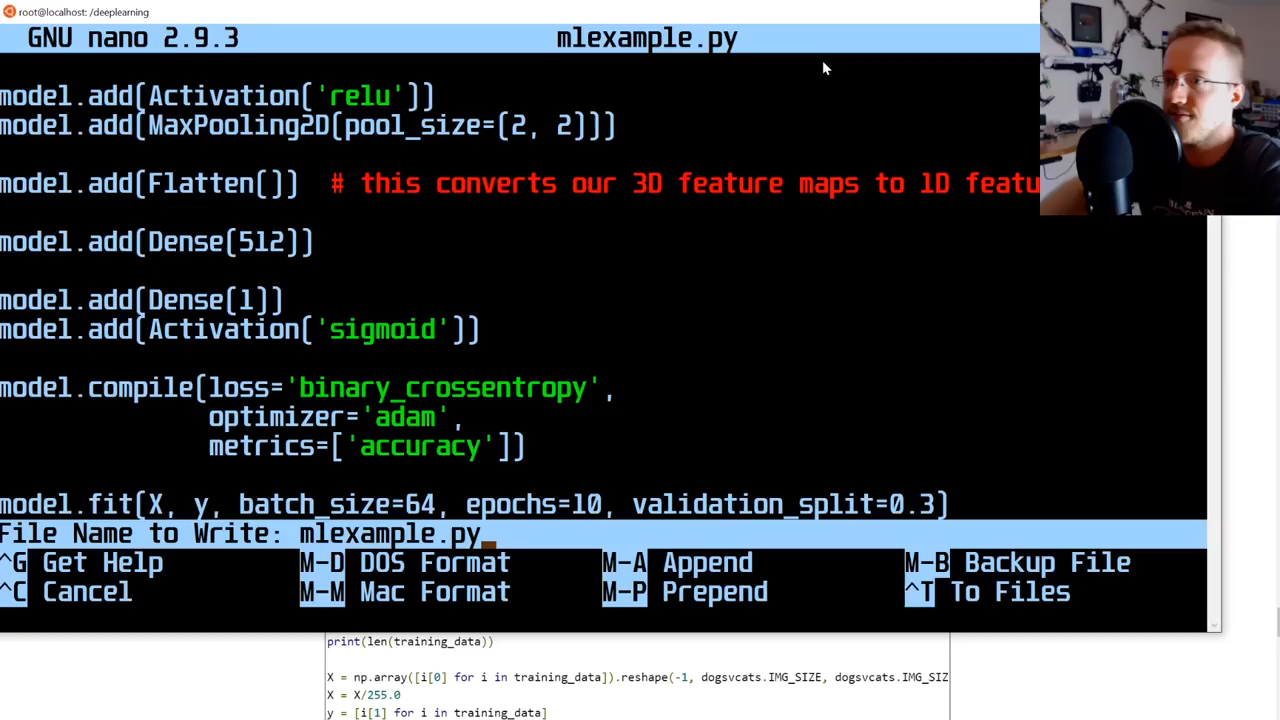 root@localhost: /deeplearning
GNU nano 2.9.3 mlexample.py
model.add(Activation('relu'))
model.add(MaxPooling2D(pool_size=(2, 2)))
model.add(Flatten()) # this converts our 3D feature maps to 1D featu
model.add(Dense(512))
model.add(Dense(1))
model.add(Activation('sigmoid'))
model.compile(loss='binary_crossentropy',
optimizer='adam',
metrics=['accuracy'])
model.fit(X, y, batch_size=64, epochs=10, validation_split=0.3)
File Name to Write: mlexample.py
^G Get Help M-D DOS Format M-A Append M-B Backup File
^C Cancel M-M Mac Format M-P Prepend ^T To Files
print(len(training_data))
X = np.array([i[0] for i in training_data]).reshape(-1, dogsvcats.IMG_SIZE, dogsvcats.IMG_SIZ
X = X/255.0
y = [i[1] for i in training_data]